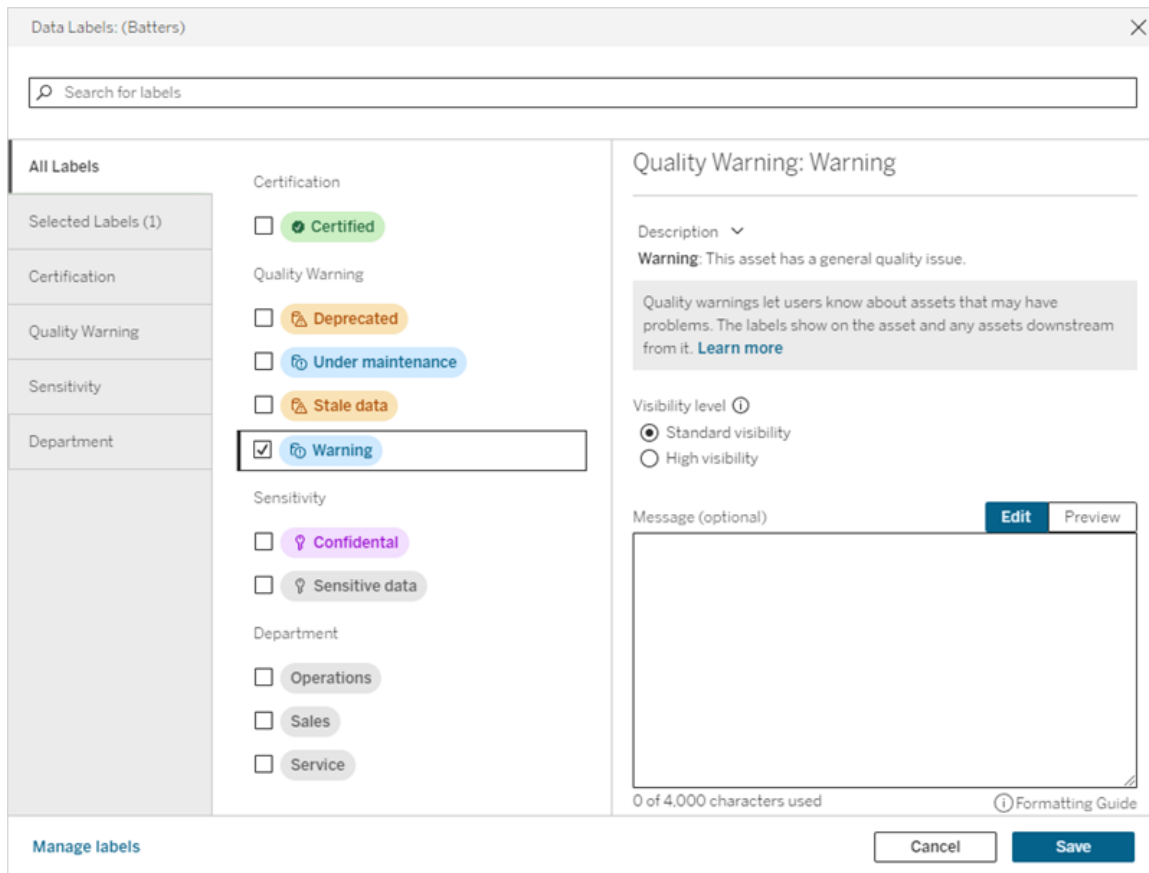 Data Labels: (Batters)
Search for labels
All Labels
Selected Labels (1)
Certification
Quality Warning
Sensitivity
Department
Certification
Certified
Quality Warning
Deprecated
Under maintenance
Stale data
Warning
Sensitivity
Confidental
Sensitive data
Department
Operations
Sales
Service
Quality Warning: Warning
Description
Warning: This asset has a general quality issue.
Quality warnings let users know about assets that may have
problems. The labels show on the asset and any assets downstream
from it. Learn more
Visibility level
Standard visibility
High visibility
Message (optional)
Edit
Preview
0 of 4,000 characters used
Formatting Guide
Manage labels
Cancel
Save